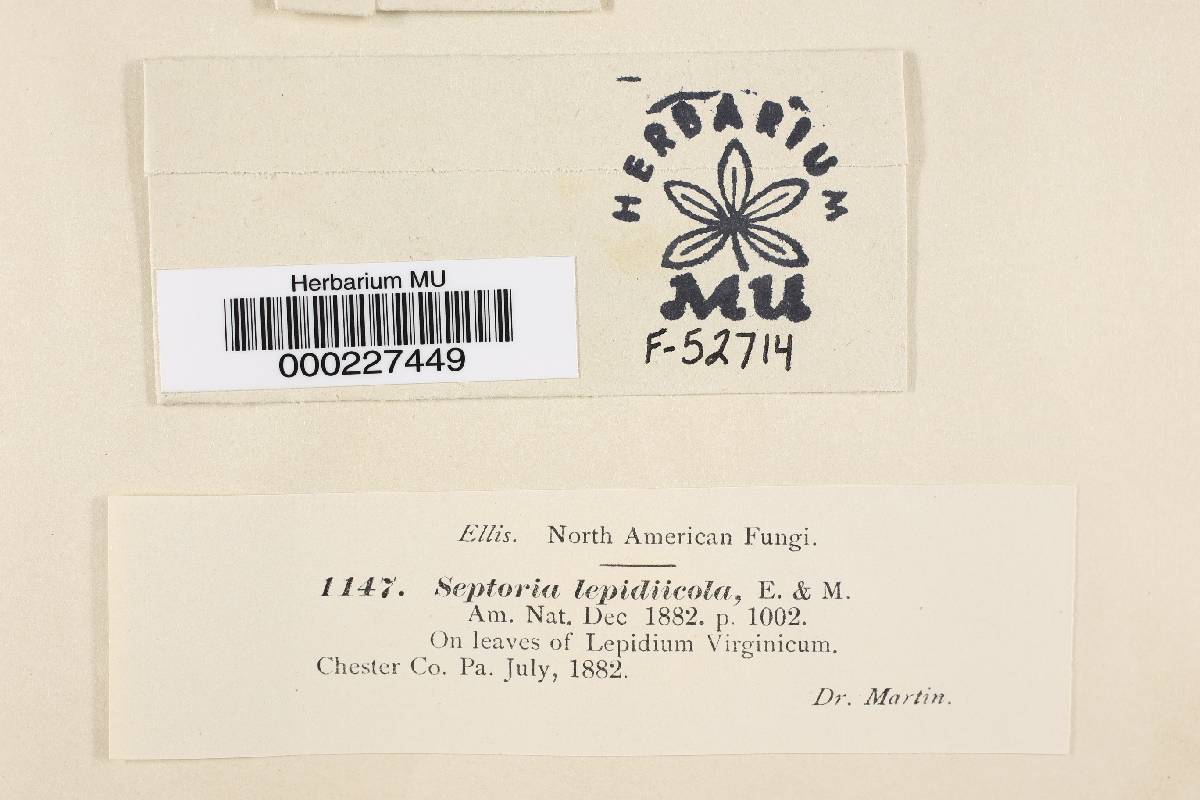 HERBARIUM
MU
F-52714
Herbarium MU
000227449
Ellis. North American Fungi.
1147. Septoria lepidiicola, E. & M.
Am. Nat. Dec 1882. p. 1002.
On leaves of Lepidium Virginicum.
Chester Co. Pa. July, 1882.
Dr. Martin.